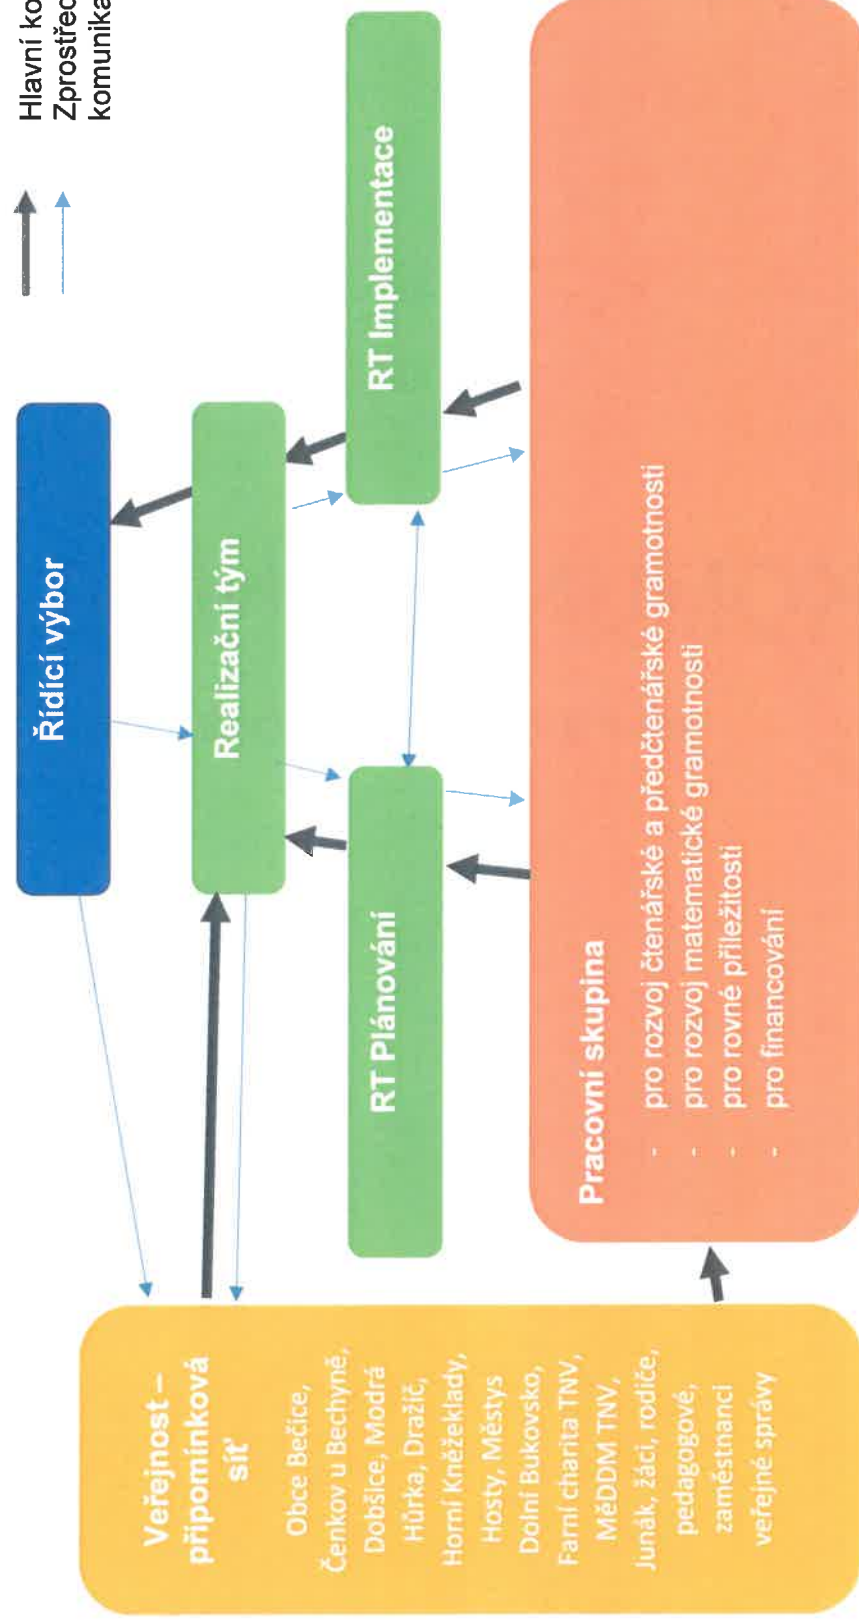 Hlavní ko
Zprostřed
komunika
Řídící výbor
Realizační tým
RT Plánování
RT Implementace
Veřejnost –
připomínková
síť
Obce Bečice,
Čenkov u Bechyně,
Dobšice, Modrá
Hůrka, Dražič,
Horní Kněžeklady,
Hosty, Městys
Dolní Bukovsko,
Farní charita TNV,
MěDDM TNV,
Junák, žáci, rodiče,
pedagogové,
zaměstnanci
veřejné správy
Pracovní skupina
- pro rozvoj čtenářské a předčtenářské gramotnosti
- pro rozvoj matematické gramotnosti
- pro rovné příležitosti
- pro financování